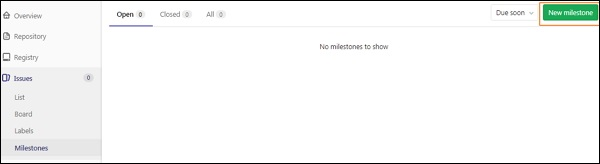 Overview
Repository
Registry
Issues 0
List
Board
Labels
Milestones
Open 0 Closed 0 All 0 Due soon New milestone
No milestones to show